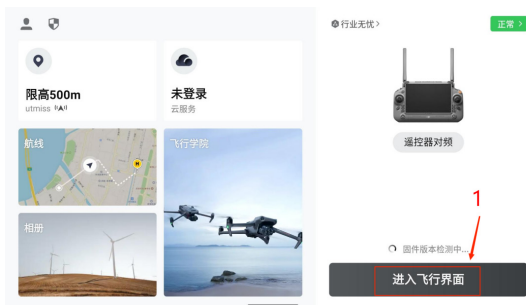 限高500m
utmiss
未登录
云服务
航线
飞行学院
相册
行业无忧>
正常>
遥控器对频
1
固件版本检测中...
进入飞行界面